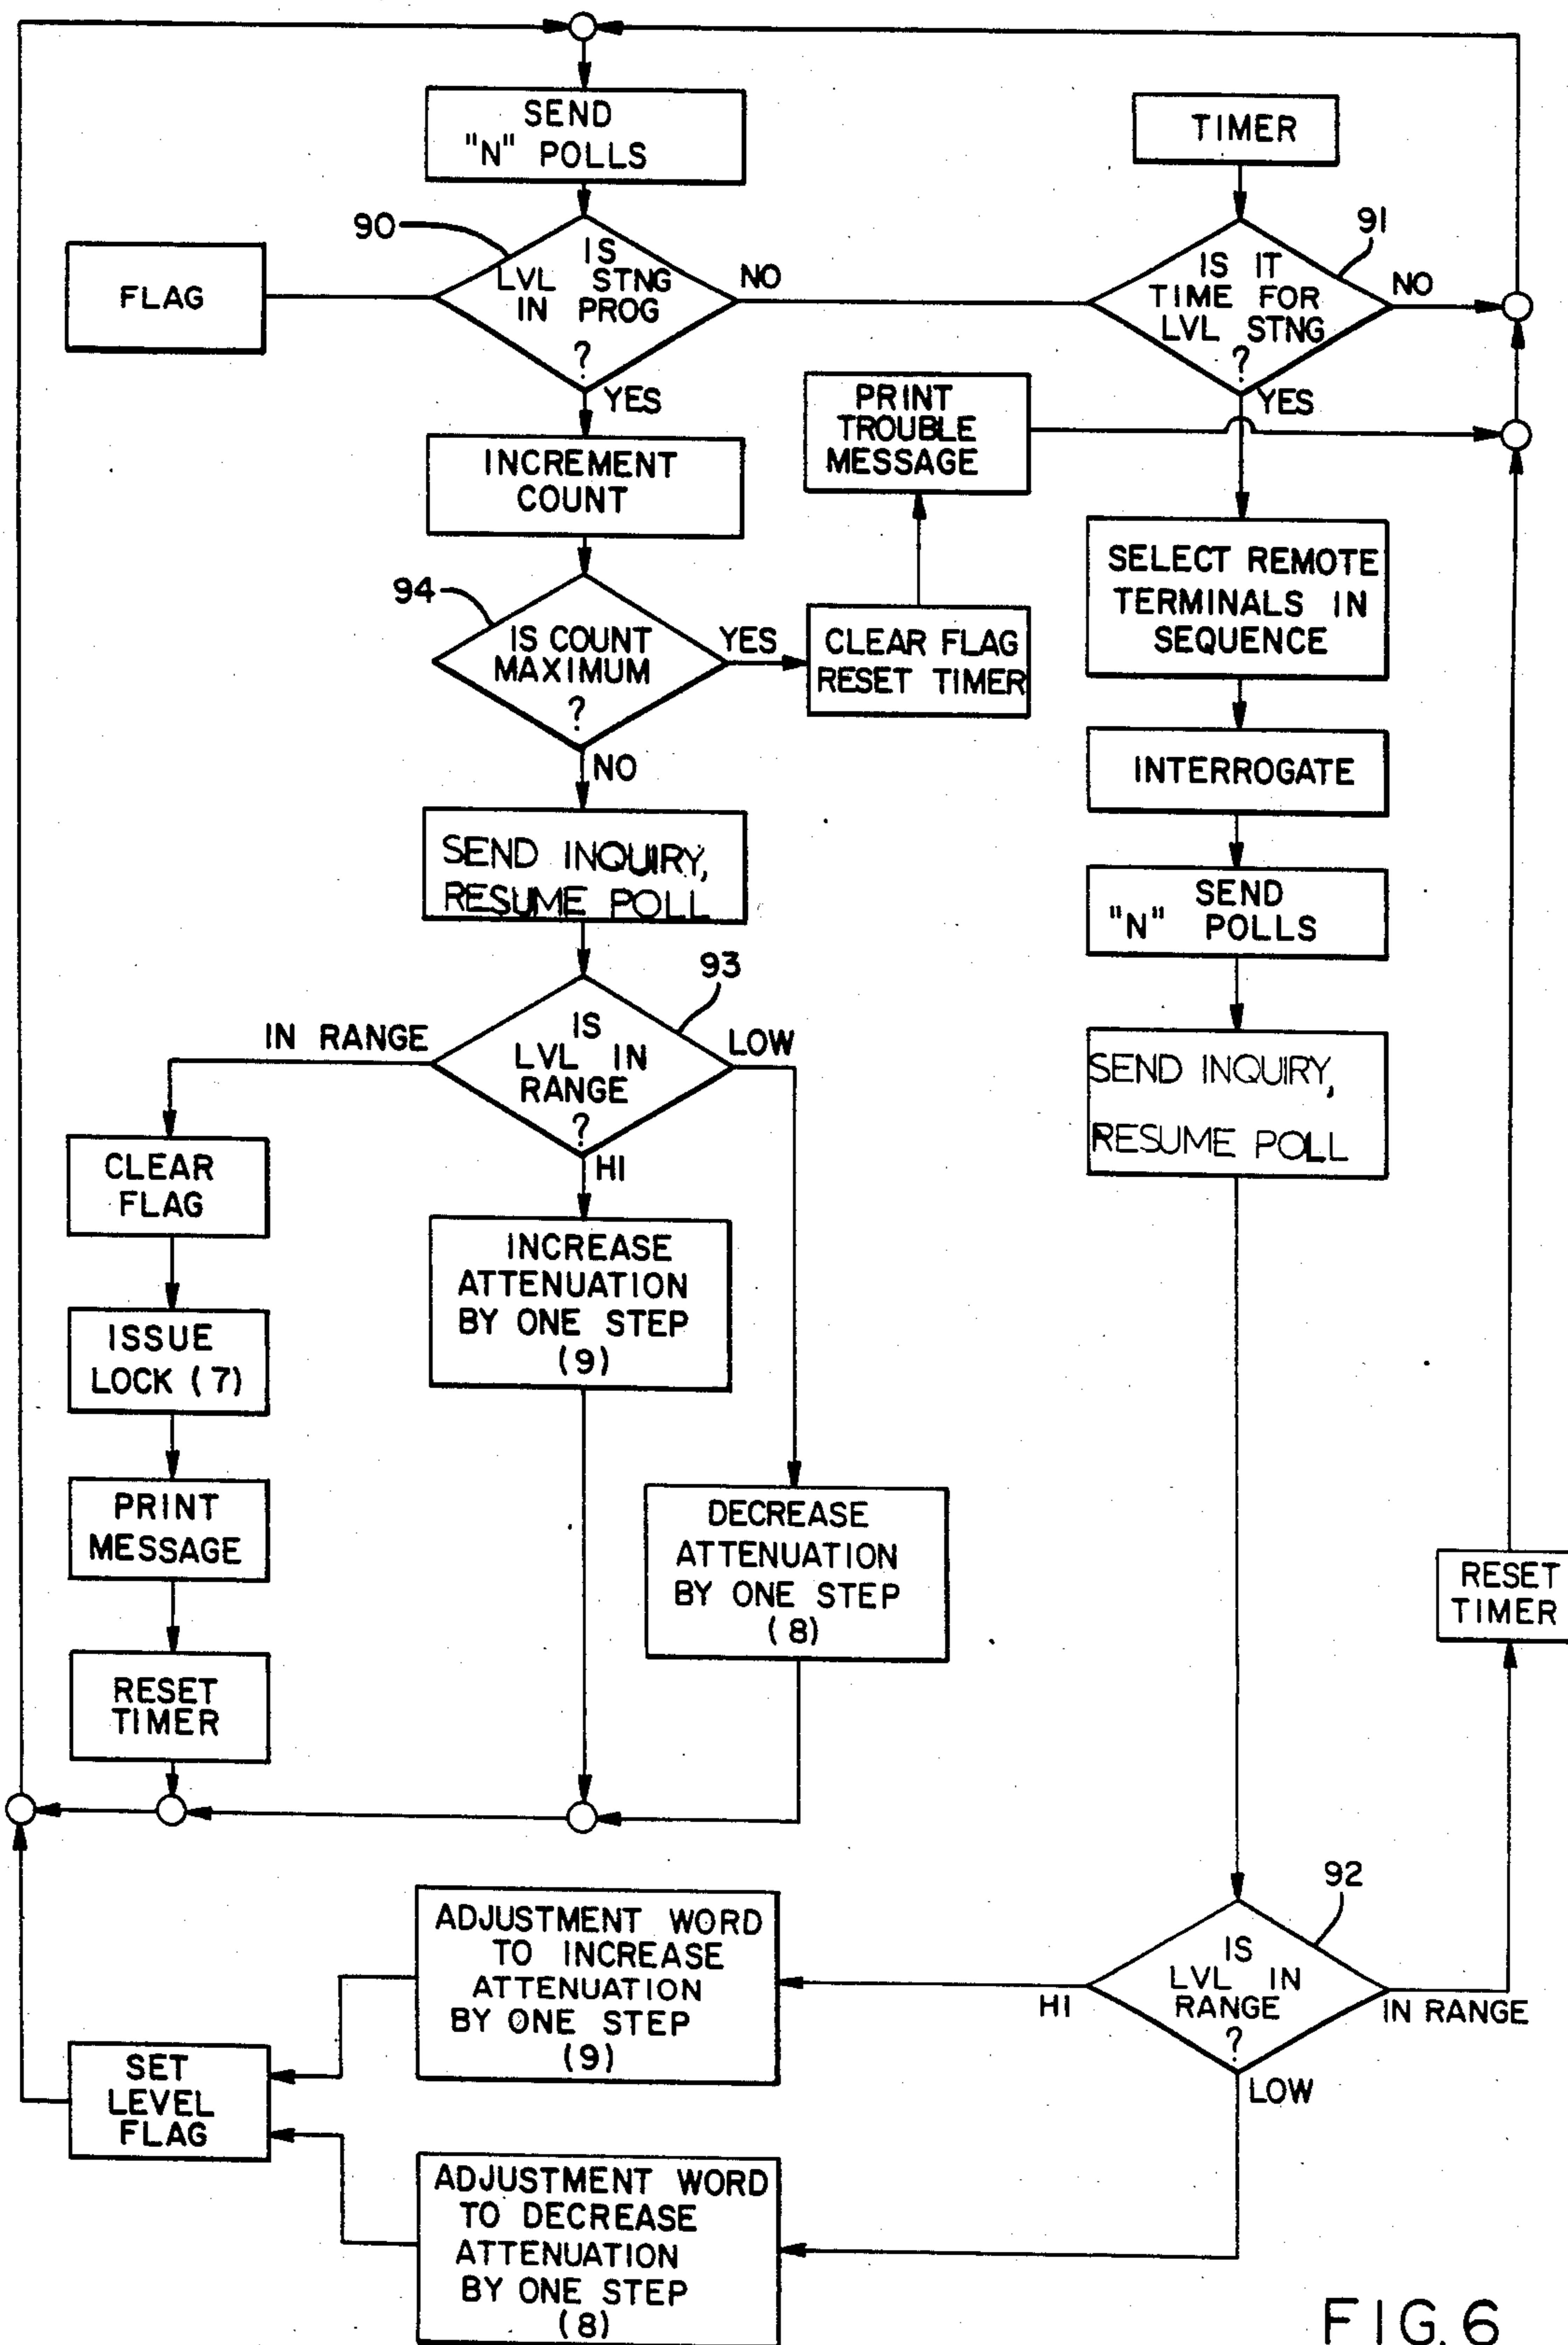 SEND
"N" POLLS
TIMER
90
IS
LVL STNG
IN PROG
?
NO
FLAG
91
IS IT
TIME FOR
LVL STNG
?
NO
YES
YES
PRINT
TROUBLE
MESSAGE
INCREMENT
COUNT
94
IS COUNT
MAXIMUM
?
YES
NO
CLEAR FLAG
RESET TIMER
SELECT REMOTE
TERMINALS IN
SEQUENCE
INTERROGATE
SEND
"N" POLLS
SEND INQUIRY,
RESUME POLL
SEND INQUIRY,
RESUME POLL
93
IS
LVL IN
RANGE
?
IN RANGE
LOW
HI
CLEAR
FLAG
ISSUE
LOCK (7)
PRINT
MESSAGE
RESET
TIMER
INCREASE
ATTENUATION
BY ONE STEP
(9)
DECREASE
ATTENUATION
BY ONE STEP
(8)
RESET
TIMER
92
IS
LVL IN
RANGE
?
HI
IN RANGE
LOW
ADJUSTMENT WORD
TO INCREASE
ATTENUATION
BY ONE STEP
(9)
SET
LEVEL
FLAG
ADJUSTMENT WORD
TO DECREASE
ATTENUATION
BY ONE STEP
(8)
FIG. 6